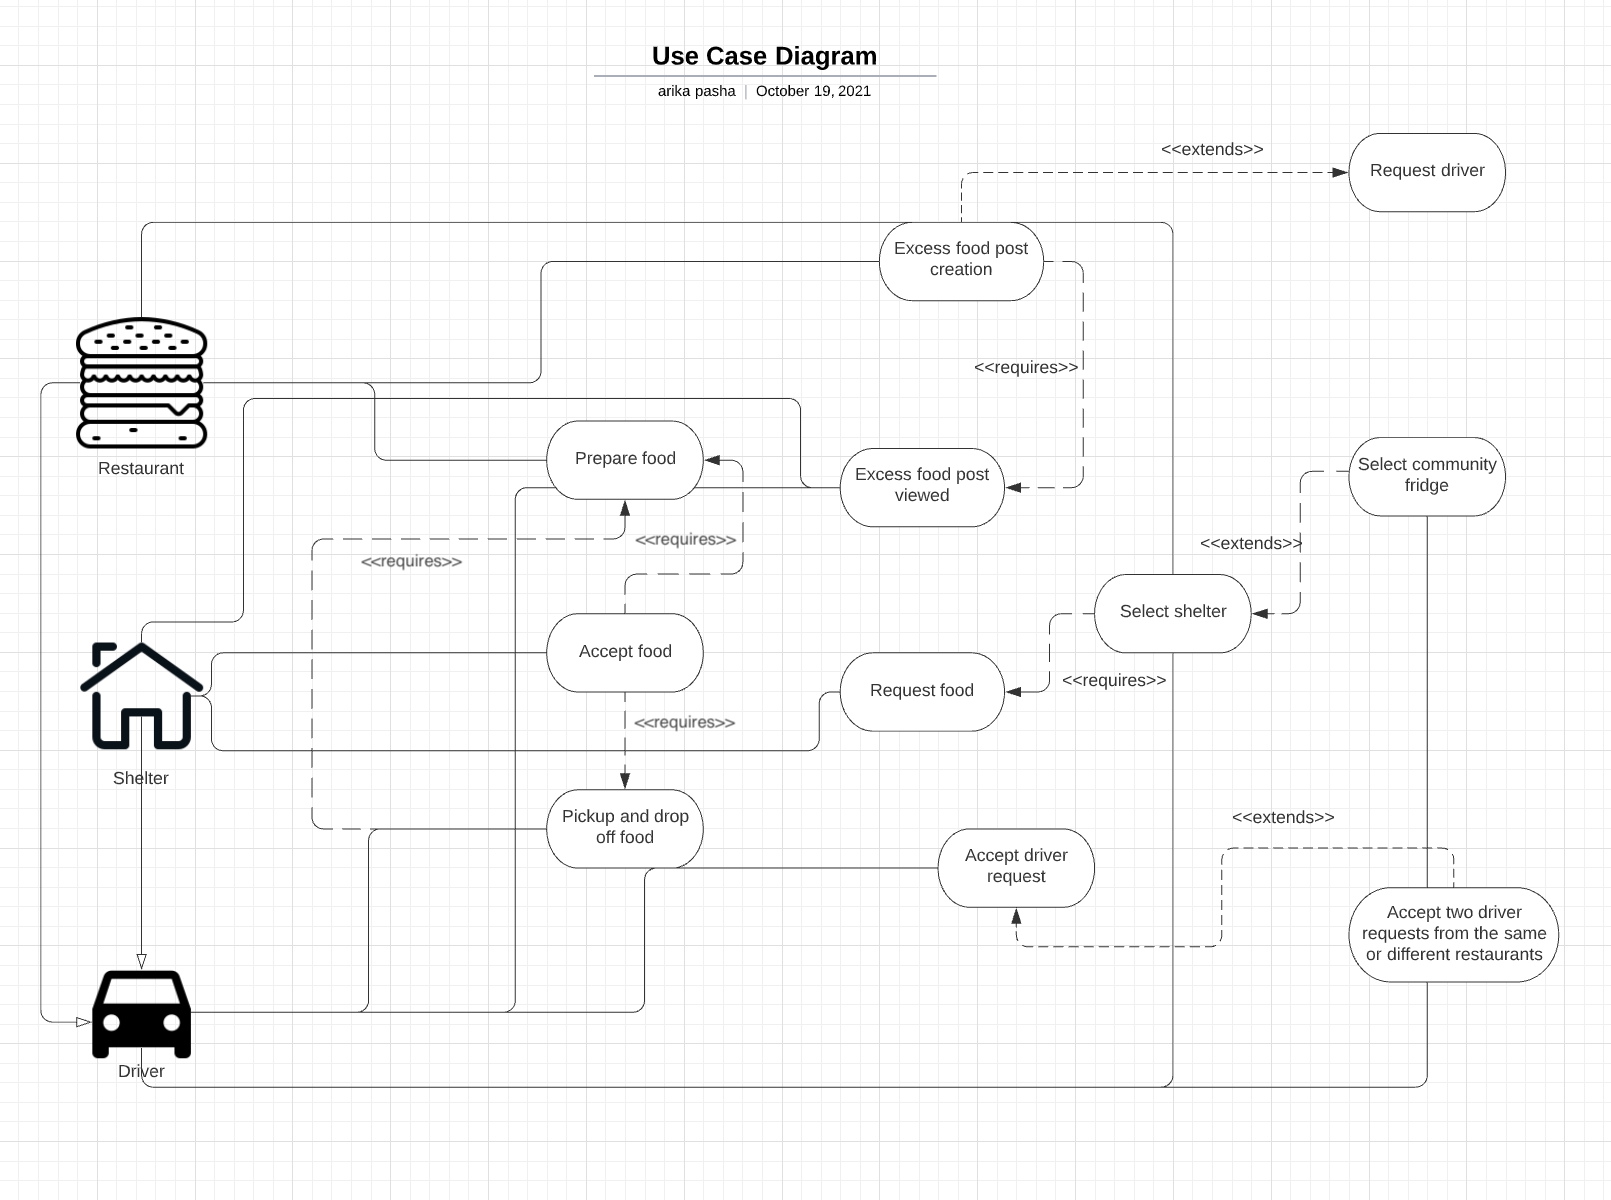 Use Case Diagram
arika pasha | October 19, 2021
<<extends>>
Request driver
Excess food post
creation
<<requires>>
Restaurant
Prepare food
Excess food post
viewed
Select community
fridge
<<requires>>
<<requires>>
<<extends>>
Select shelter
Accept food
Request food
<<requires>>
<<requires>>
Shelter
Pickup and drop
off food
<<extends>>
Accept driver
request
Accept two driver
requests from the same
or different restaurants
Driver